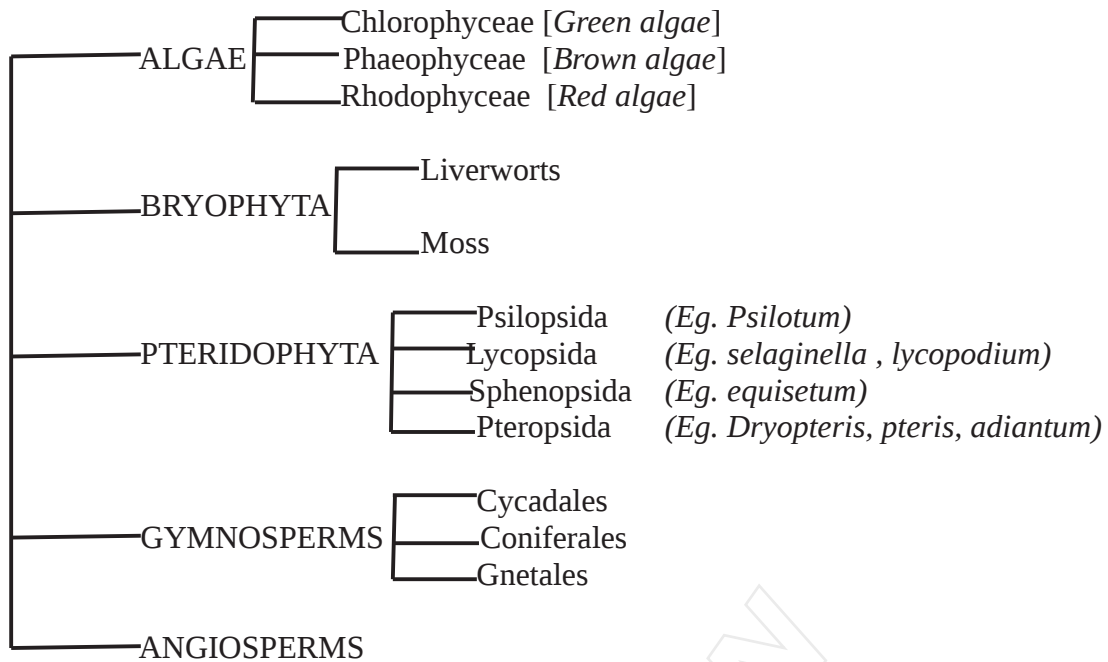 Chlorophyceae [Green algae]
ALGAE
Phaeophyceae [Brown algae]
Rhodophyceae [Red algae]
Liverworts
BRYOPHYTA
Moss
Psilopsida (Eg. Psilotum)
PTERIDOPHYTA
Lycopsida (Eg. selaginella , lycopodium)
Sphenopsida (Eg. equisetum)
Pteropsida (Eg. Dryopteris, pteris, adiantum)
Cycadales
GYMNOSPERMS
Coniferales
Gnetales
ANGIOSPERMS